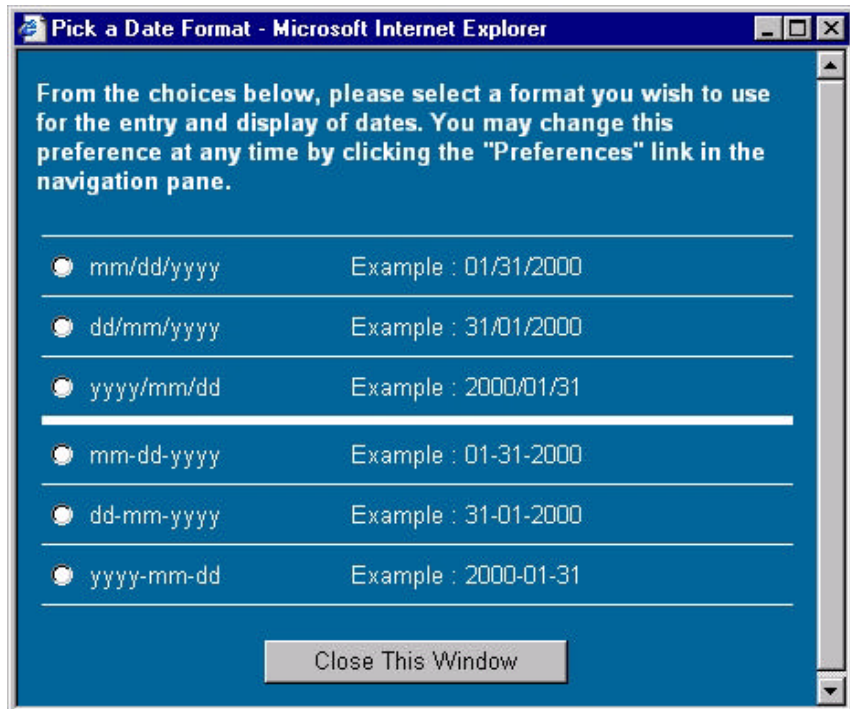 Pick a Date Format - Microsoft Internet Explorer
From the choices below, please select a format you wish to use
for the entry and display of dates. You may change this
preference at any time by clicking the "Preferences" link in the
navigation pane.
mm/dd/yyyy Example : 01/31/2000
dd/mm/yyyy Example : 31/01/2000
yyyy/mm/dd Example : 2000/01/31
mm-dd-yyyy Example : 01-31-2000
dd-mm-yyyy Example : 31-01-2000
yyyy-mm-dd Example : 2000-01-31
Close This Window